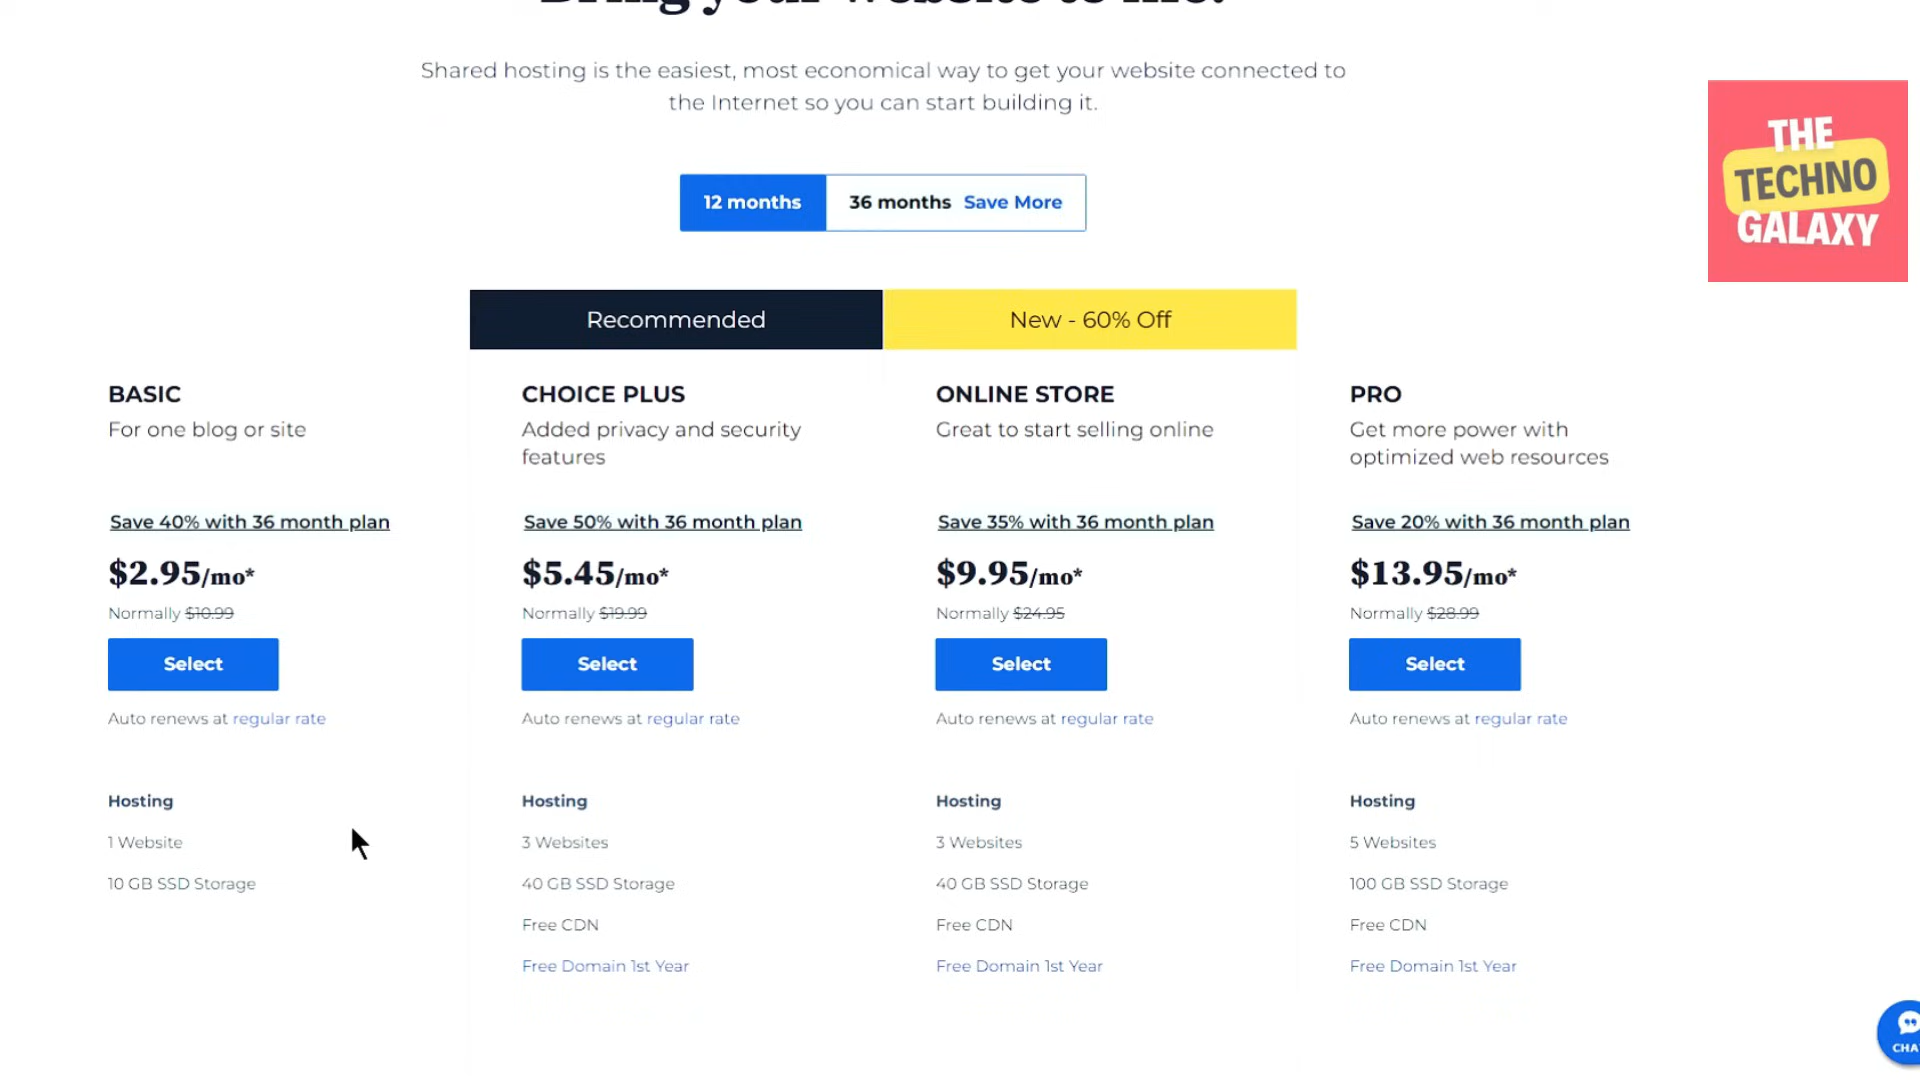 Bring your website to life.
Shared hosting is the easiest, most economical way to get your website connected to
the Internet so you can start building it.
THE
TECHNO
GALAXY
12 months
36 months Save More
Recommended
New - 60% Off
BASIC
For one blog or site
Save 40% with 36 month plan
$2.95/mo*
Normally $10.99
Select
Auto renews at regular rate
Hosting
1 Website
10 GB SSD Storage
CHOICE PLUS
Added privacy and security
features
Save 50% with 36 month plan
$5.45/mo*
Normally $19.99
Select
Auto renews at regular rate
Hosting
3 Websites
40 GB SSD Storage
Free CDN
Free Domain 1st Year
ONLINE STORE
Great to start selling online
Save 35% with 36 month plan
$9.95/mo*
Normally $24.95
Select
Auto renews at regular rate
Hosting
3 Websites
40 GB SSD Storage
Free CDN
Free Domain 1st Year
PRO
Get more power with
optimized web resources
Save 20% with 36 month plan
$13.95/mo*
Normally $28.99
Select
Auto renews at regular rate
Hosting
5 Websites
100 GB SSD Storage
Free CDN
Free Domain 1st Year
CHA